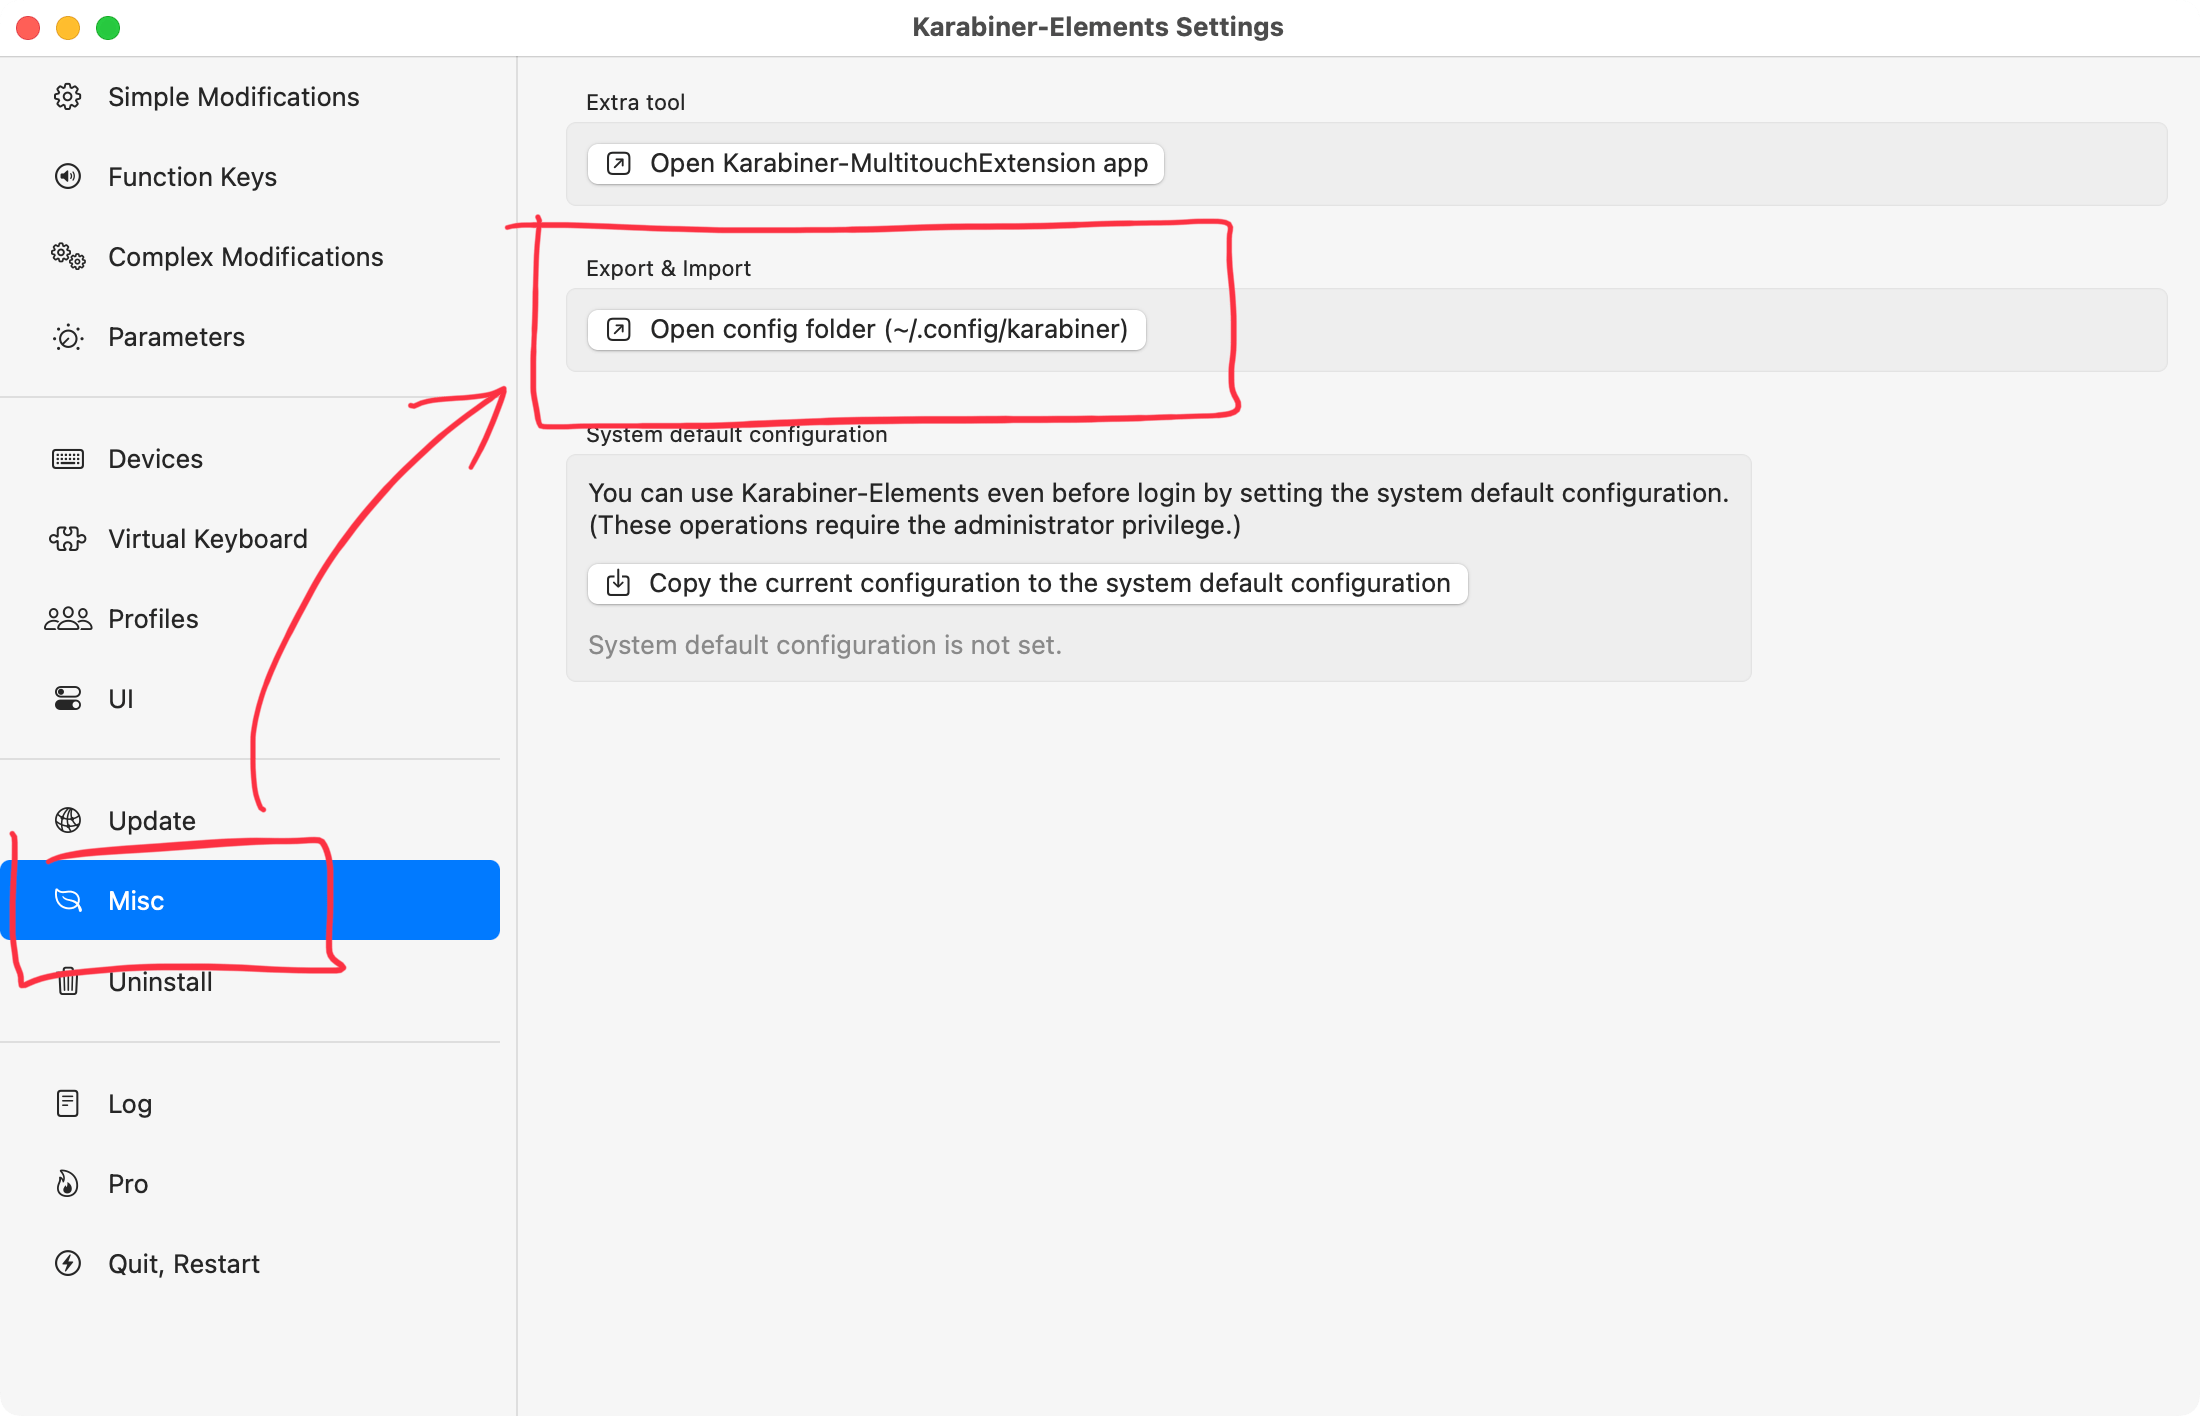 Karabiner-Elements Settings
Simple Modifications
Function Keys
Complex Modifications
Parameters
Devices
Virtual Keyboard
Profiles
UI
Update
Misc
Uninstall
Log
Pro
Quit, Restart
Extra tool
Open Karabiner-MultitouchExtension app
Export & Import
Open config folder (~/.config/karabiner)
System default configuration
You can use Karabiner-Elements even before login by setting the system default configuration.
(These operations require the administrator privilege.)
Copy the current configuration to the system default configuration
System default configuration is not set.